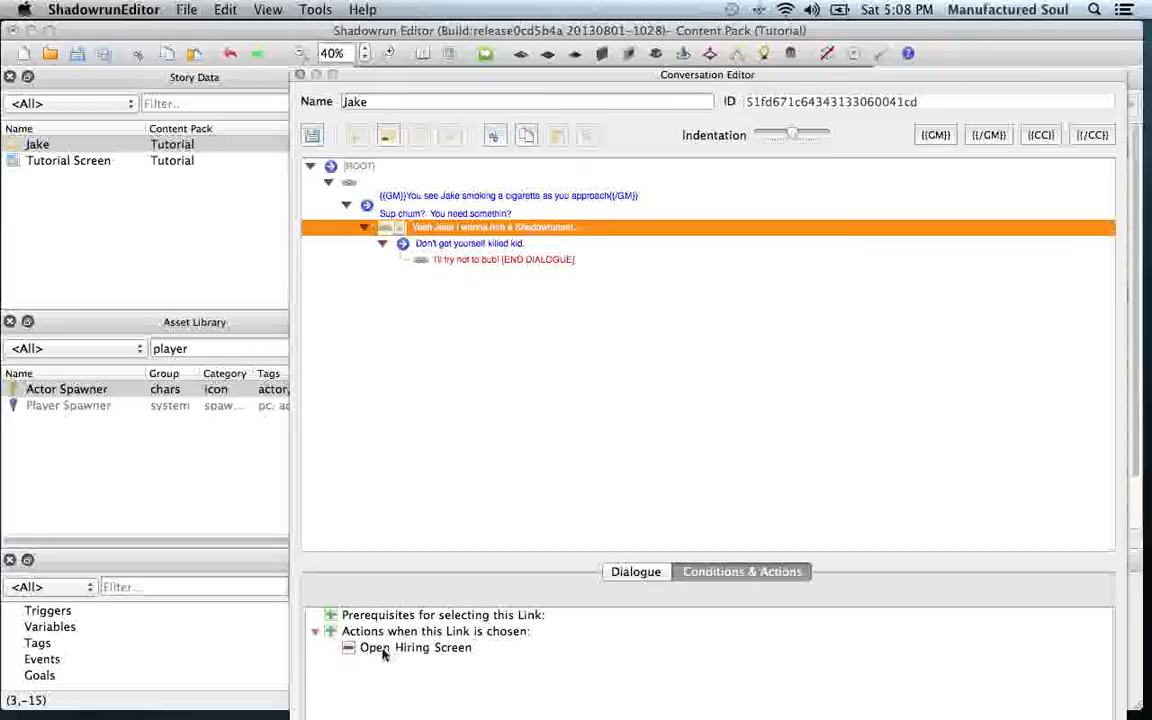 ShadowrunEditor File Edit View Tools Help Sat 5:08 PM Manufactured Soul
Shadowrun Editor (Build:release0cd5b4a 20130801-1028)- Content Pack (Tutorial)
40%
Story Data
<All> Filter..
Name Content Pack
Jake Tutorial
Tutorial Screen Tutorial
Asset Library
<All> player
Name Group Category Tags
Actor Spawner chars icon actor,
Player Spawner system spaw... pc, ac
<All> Filter...
Triggers
Variables
Tags
Events
Goals
(3,-15)
Conversation Editor
Name Jake ID 51fd671c64343133060041cd
Indentation {{GM}} {{/GM}} {{CC}} {{/CC}}
[ROOT]
{{GM}}You see Jake smoking a cigarette as you approach{{/GM}}
Sup chum? You need somethin?
Yeah Jake I wanna hire a Shadowrunner...
Don't get yourself killed kid.
I'll try not to bub! [END DIALOGUE]
Dialogue Conditions & Actions
Prerequisites for selecting this Link:
Actions when this Link is chosen:
Open Hiring Screen